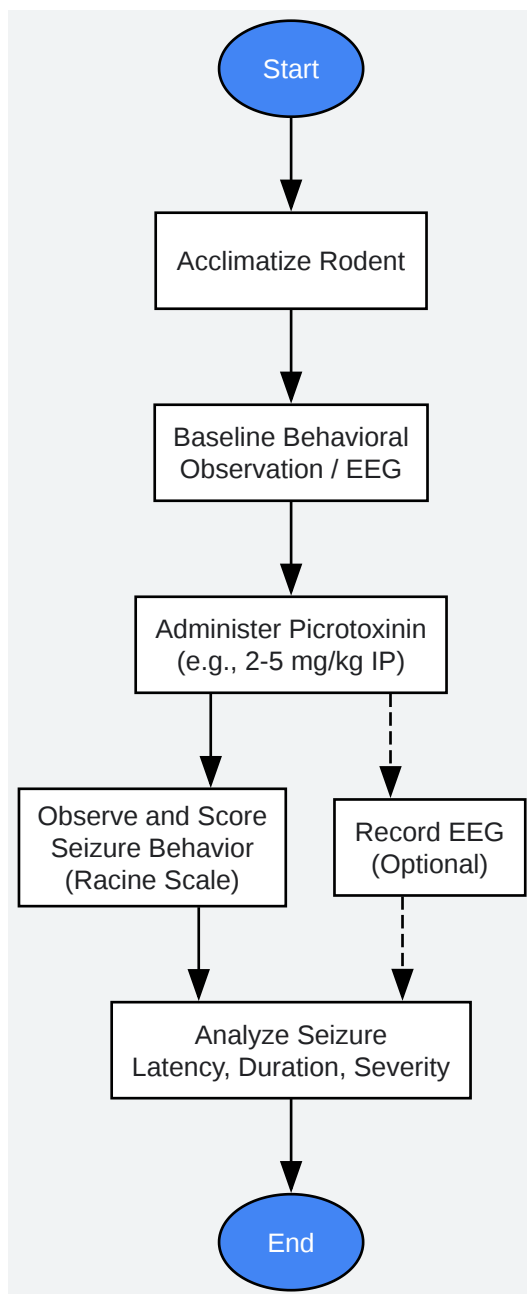 Start
Acclimatize Rodent
Baseline Behavioral
Observation / EEG
Administer Picrotoxinin
(e.g., 2-5 mg/kg IP)
Observe and Score
Seizure Behavior
(Racine Scale)
Record EEG
(Optional)
Analyze Seizure
Latency, Duration, Severity
End